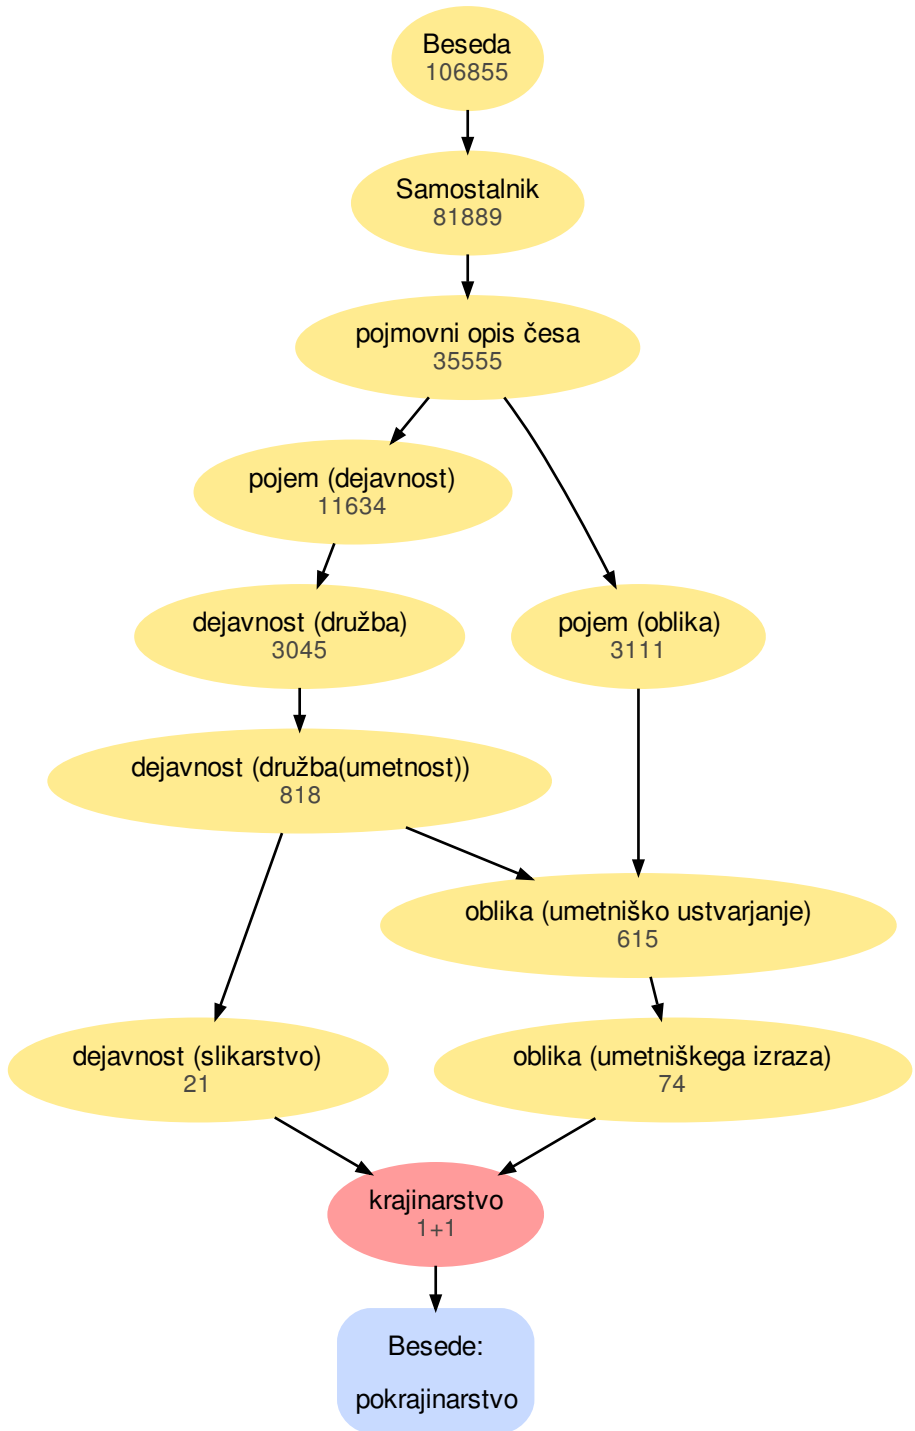 Beseda
106855
Samostalnik
81889
pojmovni opis česa
35555
pojem (dejavnost)
11634
dejavnost (družba)
3045
pojem (oblika)
3111
dejavnost (družba(umetnost))
818
oblika (umetniško ustvarjanje)
615
dejavnost (slikarstvo)
21
oblika (umetniškega izraza)
74
krajinarstvo
1+1
Besede:
pokrajinarstvo